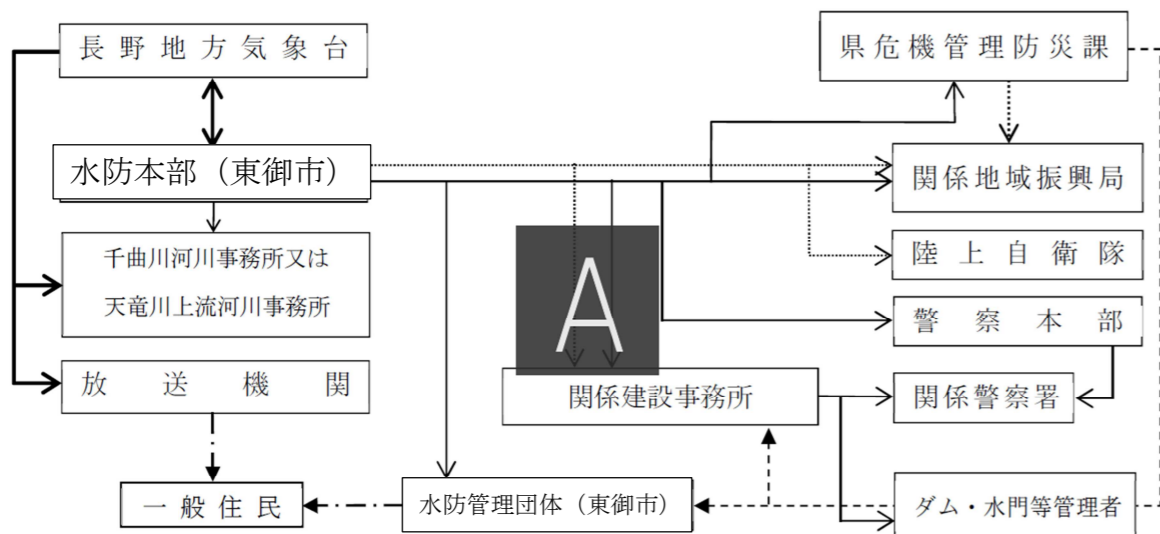 長野地方気象台
県危機管理防災課
水防本部（東御市）
関係地域振興局
千曲川河川事務所又は
天竜川上流河川事務所
陸上自衛隊
A
警察本部
放送機関
関係建設事務所
関係警察署
一般住民
水防管理団体（東御市）
ダム・水門等管理者